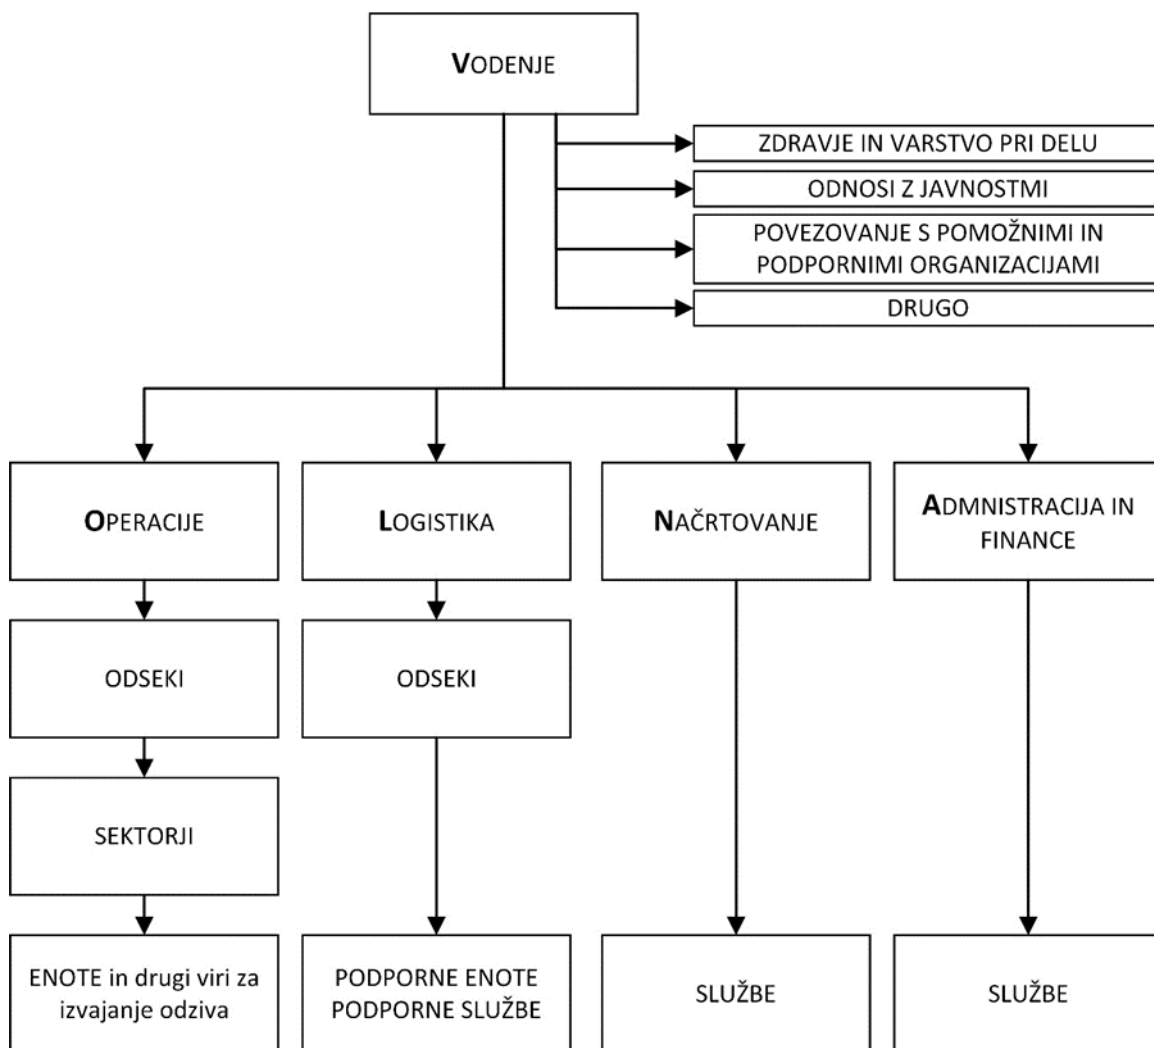 VODENJE
ZDRAVJE IN VARSTVO PRI DELU
ODNOSI Z JAVNOSTMI
POVEZOVANJE S POMOŽNIMI IN
PODPORNIMI ORGANIZACIJAMI
DRUGO
OPERACIJE
LOGISTIKA
NAČRTOVANJE
ADMNISTRACIJA IN
FINANCE
ODSEKI
ODSEKI
SEKTORJI
ENOTE in drugi viri za
izvajanje odziva
PODPORNE ENOTE
PODPORNE SLUŽBE
SLUŽBE
SLUŽBE